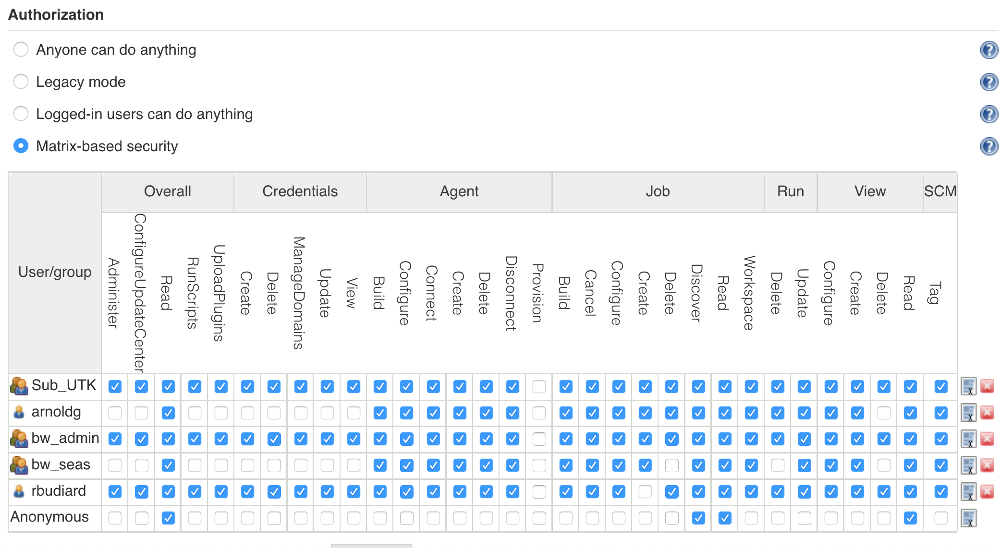 Authorization
Anyone can do anything
Legacy mode
Logged-in users can do anything
Matrix-based security
User/group Overall Credentials Agent Job Run View SCM
Administer ConfigureUpdateCenter Read RunScripts UploadPlugins Create Delete ManageDomains Update View Build Configure Connect Create Delete Disconnect Provision Build Cancel Configure Create Delete Discover Read Workspace Delete Update Configure Create Delete Read Tag
Sub_UTK
arnoldg
bw_admin
bw_seas
rbudiard
Anonymous